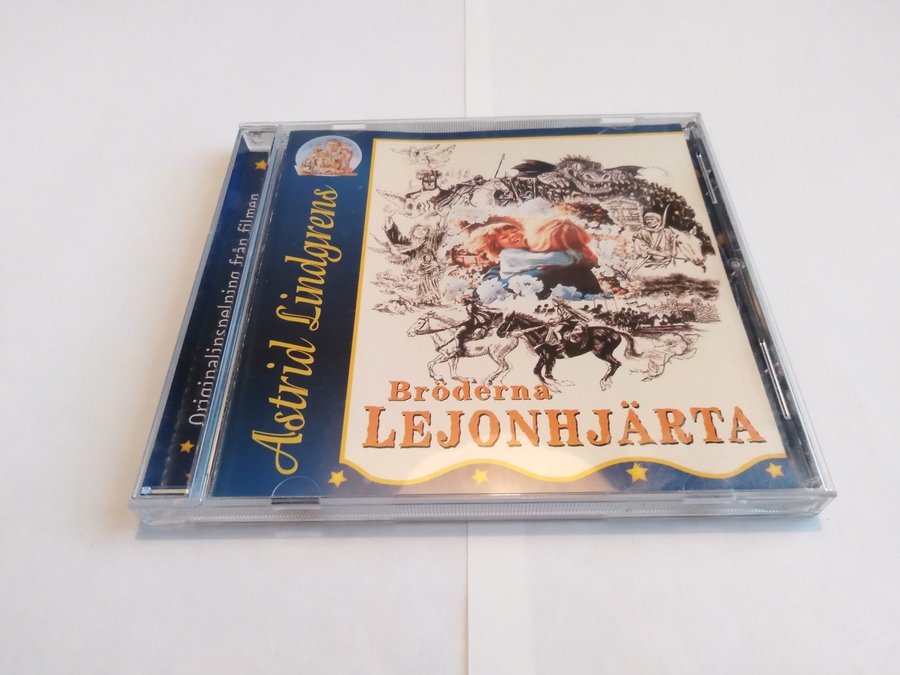 Originalinspelning från filmen
Astrid Lindgrens
Bröderna
LEJONHJÄRTA